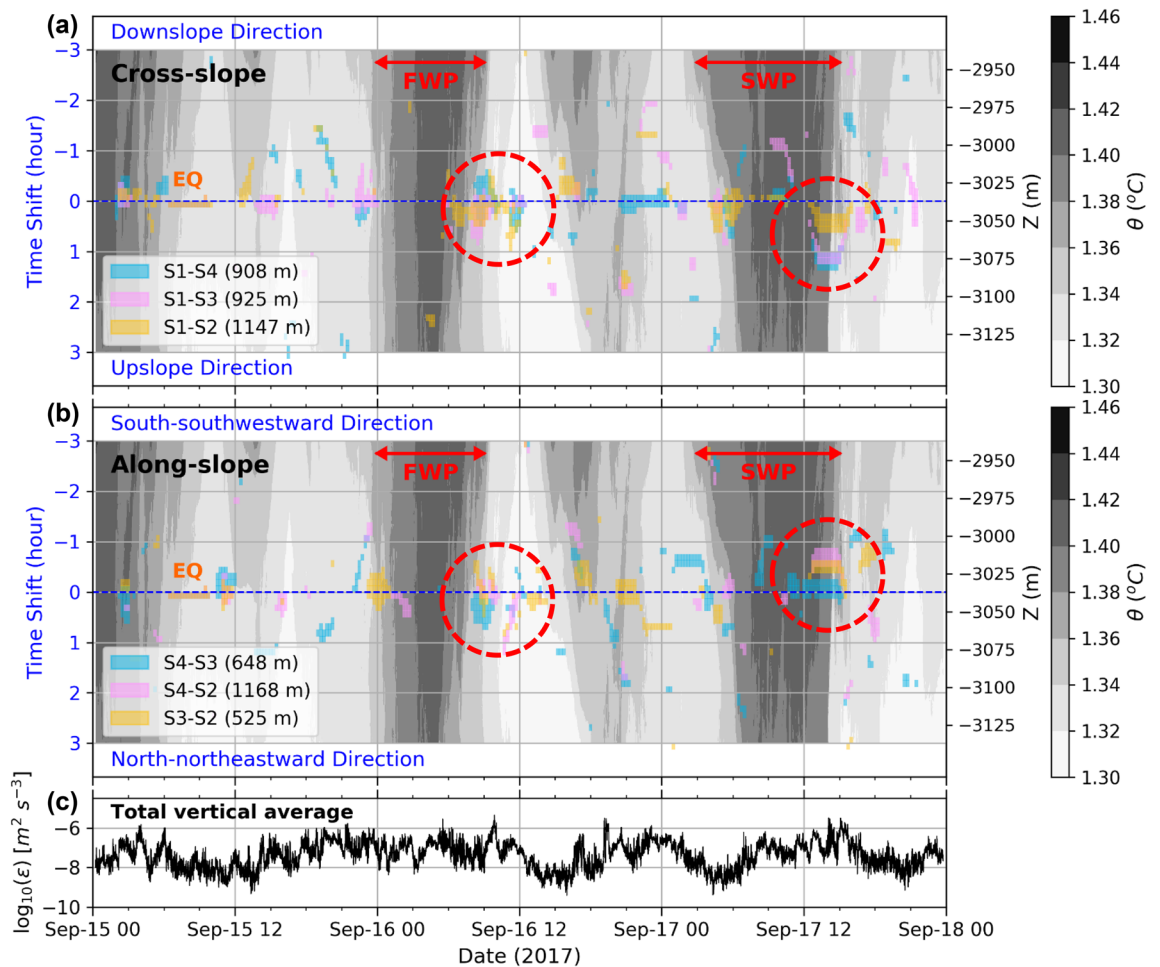 (a)
Downslope Direction
Cross-slope
FWP
SWP
EQ
S1-S4 (908 m)
S1-S3 (925 m)
S1-S2 (1147 m)
Upslope Direction
Time Shift (hour)
−3
−2
−1
0
1
2
3
−2950
−2975
−3000
−3025
−3050
−3075
−3100
−3125
Z (m)
1.46
1.44
1.42
1.40
1.38
1.36
1.34
1.32
1.30
θ (°C)
(b)
South-southwestward Direction
Along-slope
FWP
SWP
EQ
S4-S3 (648 m)
S4-S2 (1168 m)
S3-S2 (525 m)
North-northeastward Direction
Time Shift (hour)
−3
−2
−1
0
1
2
3
−2950
−2975
−3000
−3025
−3050
−3075
−3100
−3125
Z (m)
1.46
1.44
1.42
1.40
1.38
1.36
1.34
1.32
1.30
θ (°C)
(c)
Total vertical average
log₁₀(ε) [m² s⁻³]
−6
−8
−10
Sep-15 00
Sep-15 12
Sep-16 00
Sep-16 12
Sep-17 00
Sep-17 12
Sep-18 00
Date (2017)